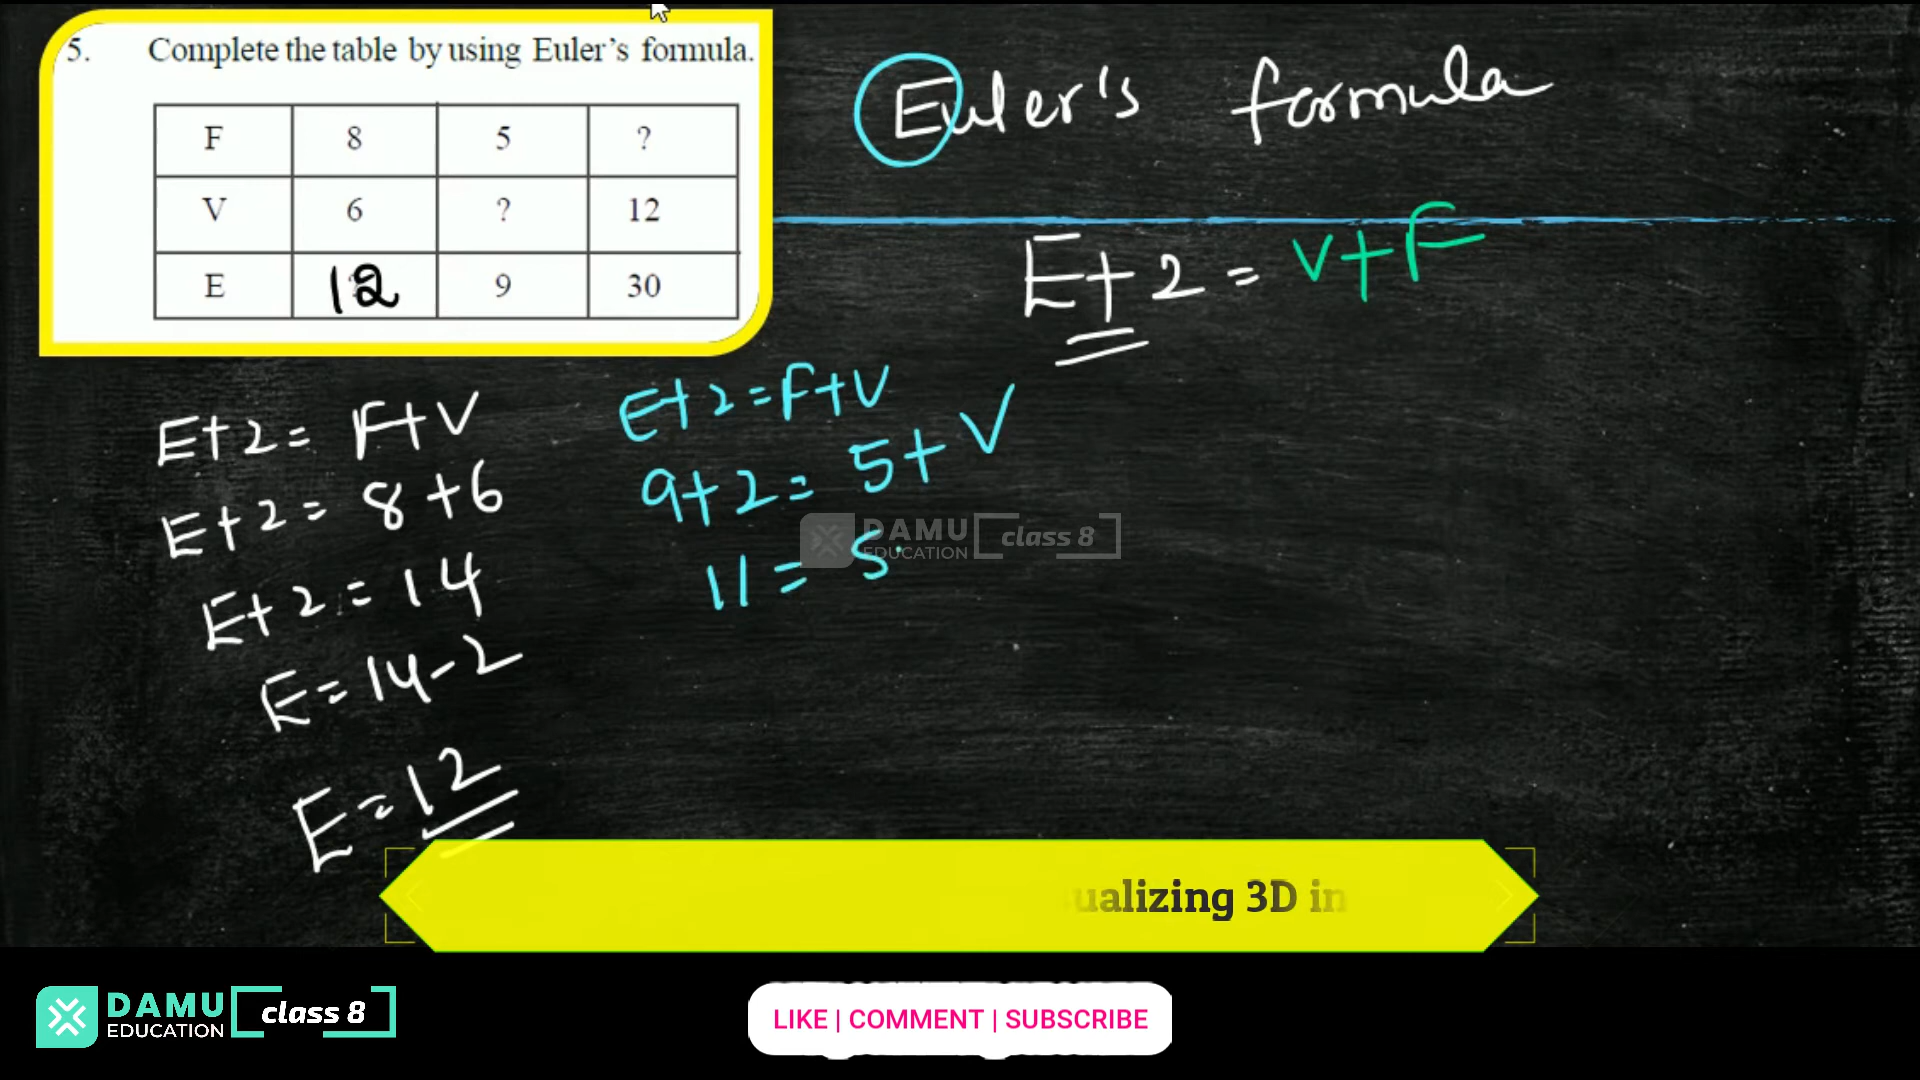 5. Complete the table by using Euler's formula.
F 8 5 ?
V 6 ? 12
E 12 9 30
Euler's formula
E+2 = V+F
E+2 = F+V
E+2 = 8+6
E+2 = 14
E = 14-2
E = 12
E+2 = F+V
9+2 = 5+V
11 = 5
DAMU EDUCATION class 8
ualizing 3D in
DAMU
EDUCATION
class 8
LIKE | COMMENT | SUBSCRIBE